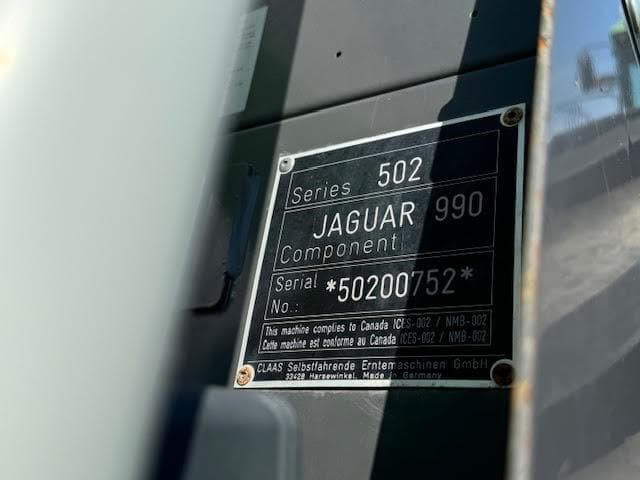 Series 502
JAGUAR 990
Component
Serial *50200752*
No.:
This machine complies to Canada ICES-002 / NMB-002
Cette machine est conforme au Canada ICES-002 / NMB-002
CLAAS Selbstfahrende Erntemaschinen GmbH
33428 Harsewinkel, Made in Germany